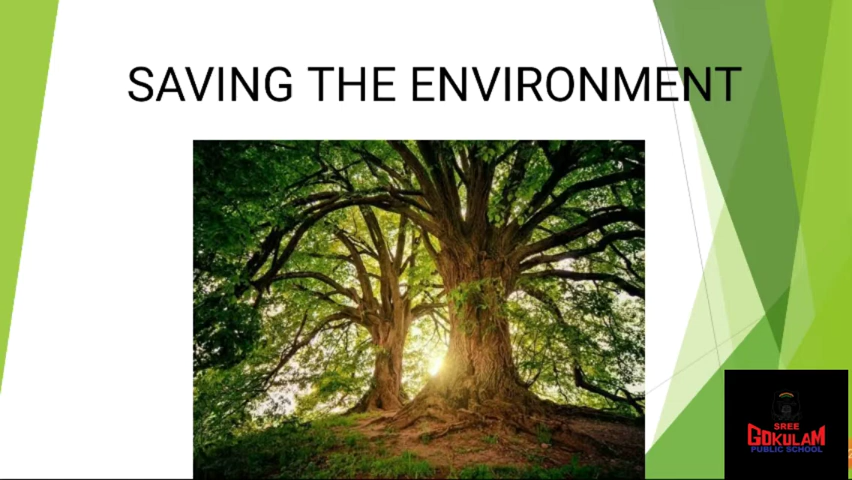 SAVING THE ENVIRONMENT
SREE
GOKULAM
PUBLIC SCHOOL